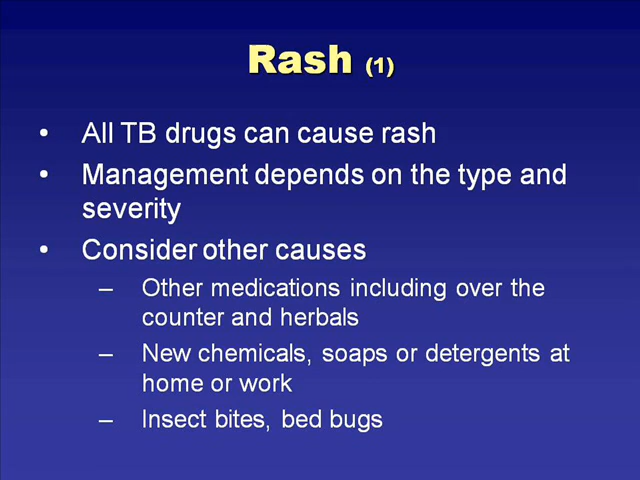 Rash (1)
• All TB drugs can cause rash
• Management depends on the type and
severity
• Consider other causes
– Other medications including over the
counter and herbals
– New chemicals, soaps or detergents at
home or work
– Insect bites, bed bugs